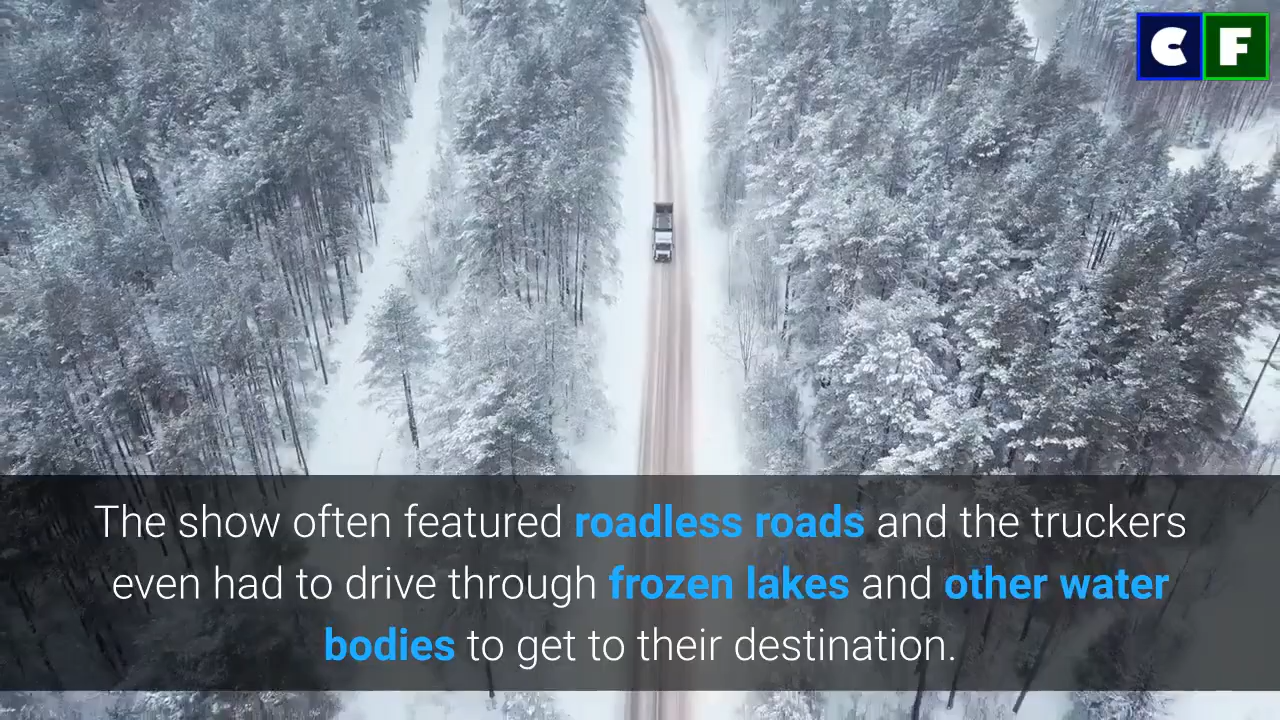 CF
The show often featured roadless roads and the truckers
even had to drive through frozen lakes and other water
bodies to get to their destination.